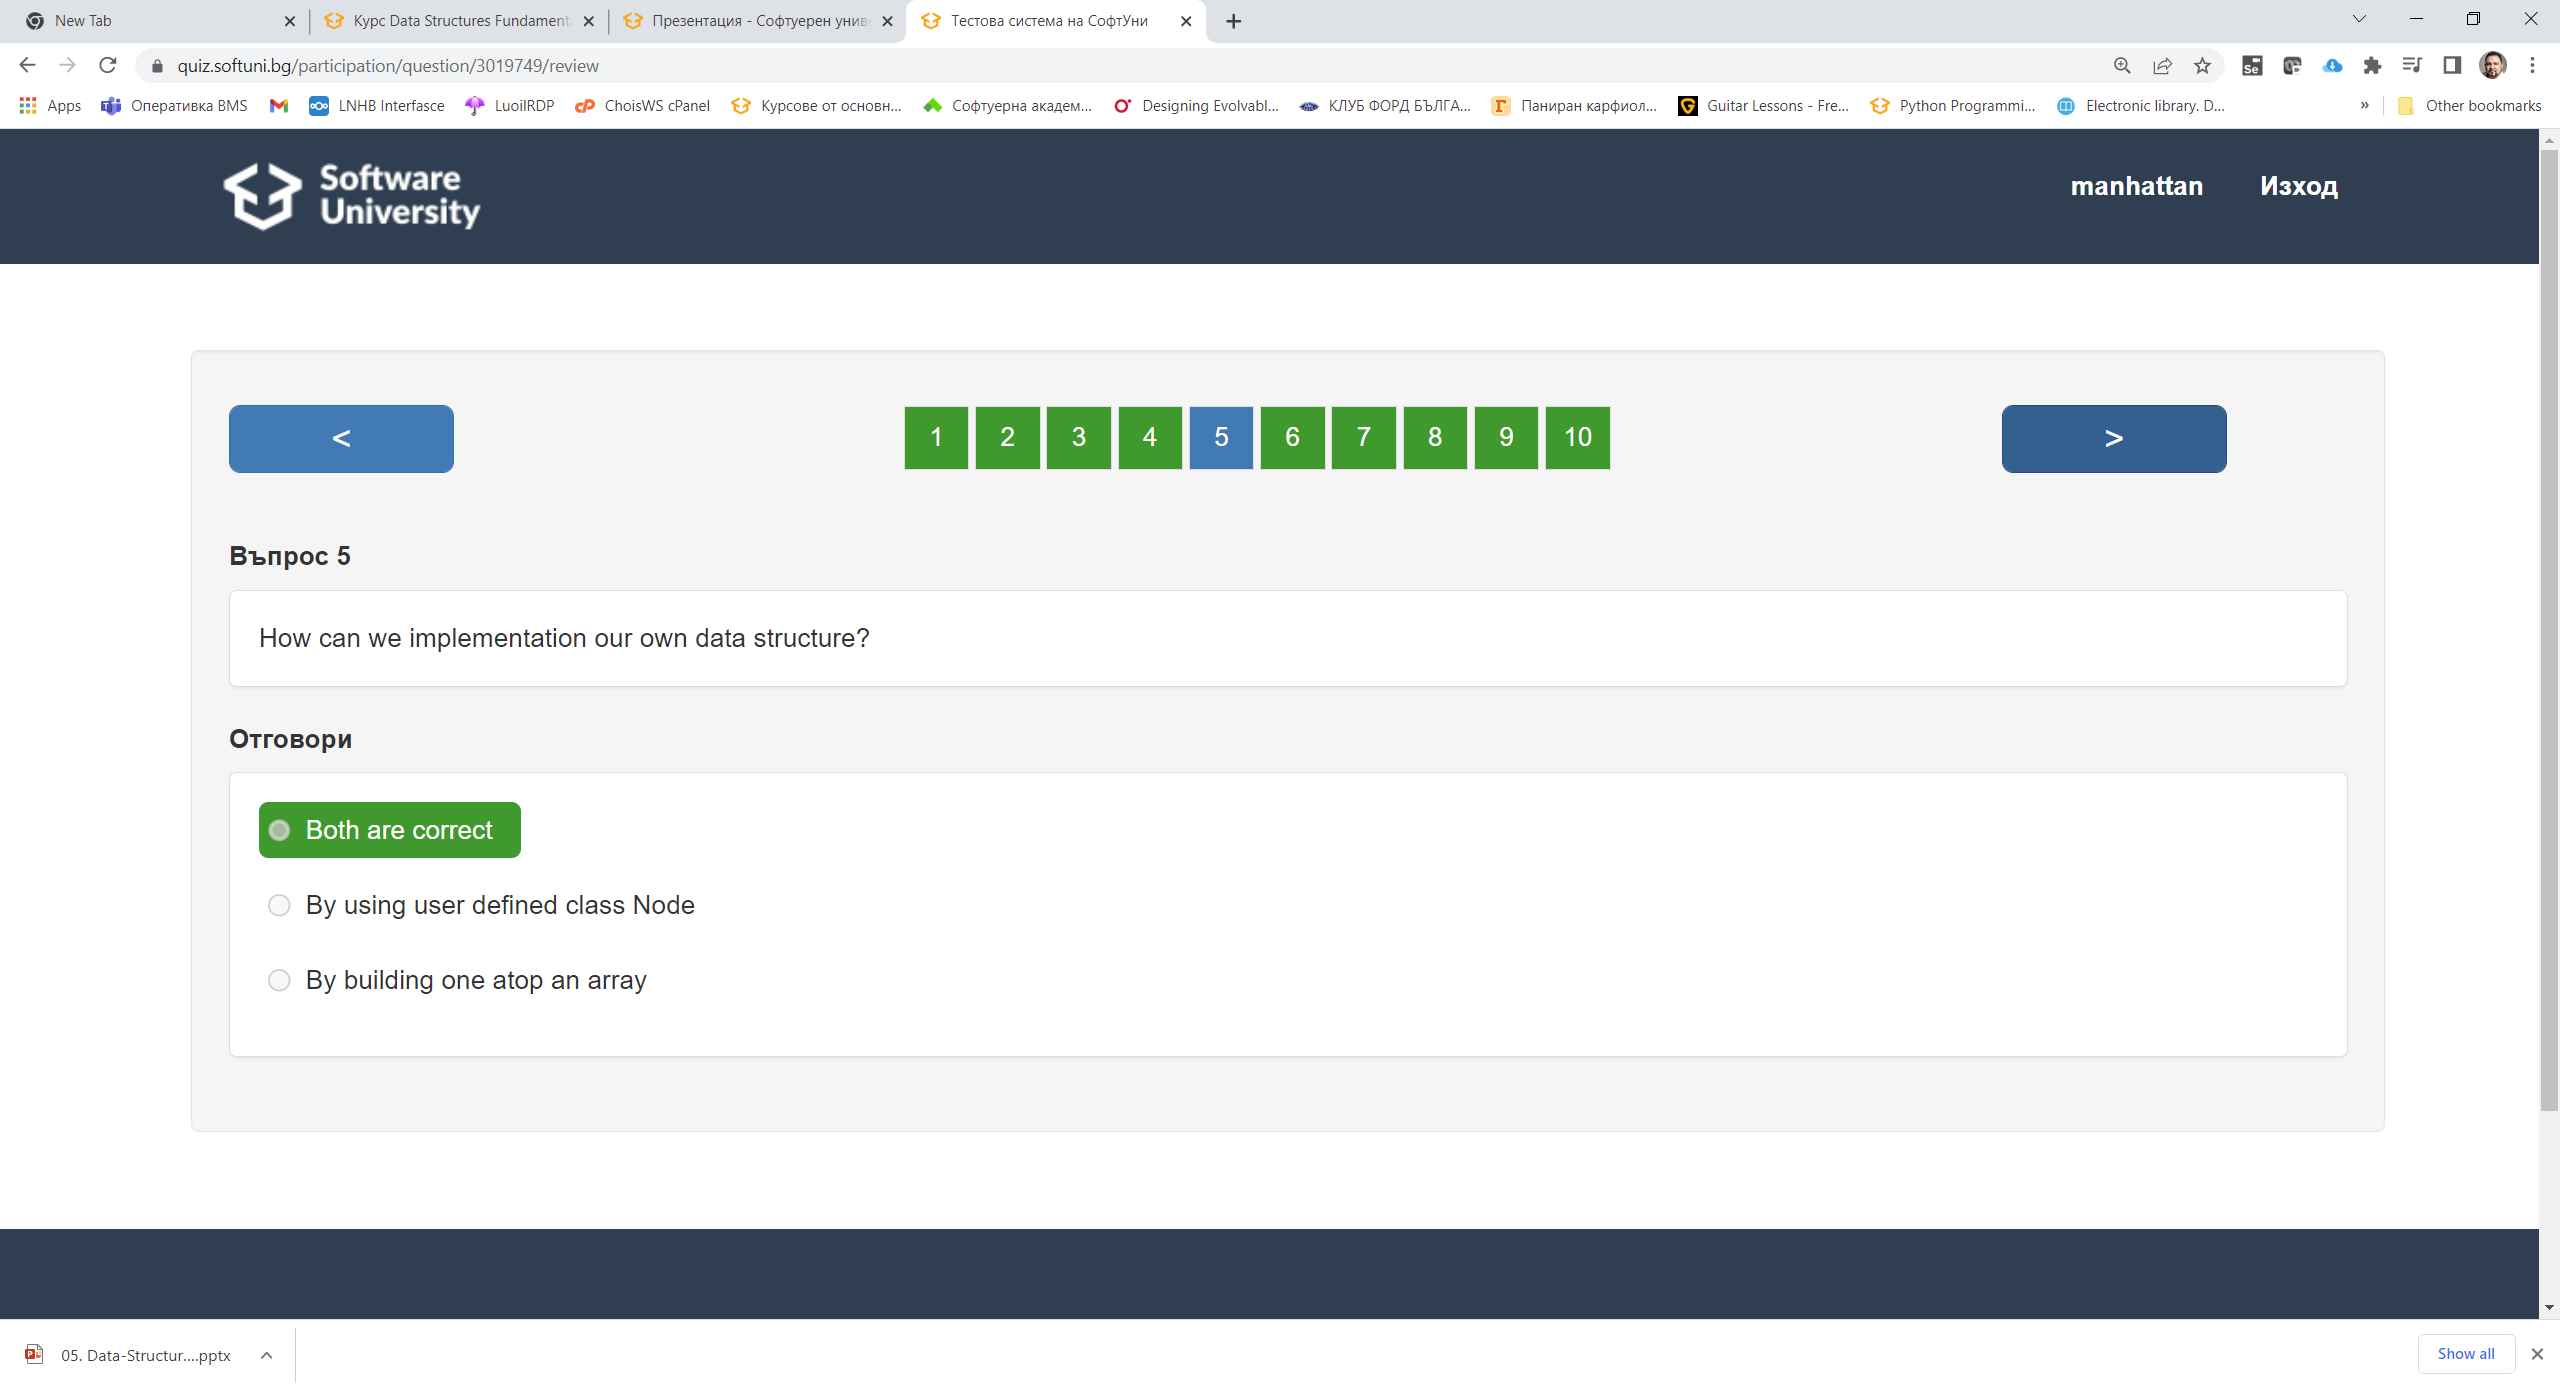 New Tab
Курс Data Structures Fundament
Презентация - Софтуерен униве
Тестова система на СофтУни
quiz.softuni.bg/participation/question/3019749/review
Apps
Оперативка BMS
LNHB Interfasce
LuoilRDP
ChoisWS cPanel
Курсове от основн...
Софтуерна академ...
Designing Evolvabl...
КЛУБ ФОРД БЪЛГА...
Паниран карфиол...
Guitar Lessons - Fre...
Python Programmi...
Electronic library. D...
»
Other bookmarks
Software
University
manhattan
Изход
<
1 2 3 4 5 6 7 8 9 10
>
Въпрос 5
How can we implementation our own data structure?
Отговори
Both are correct
By using user defined class Node
By building one atop an array
05. Data-Structur....pptx
Show all